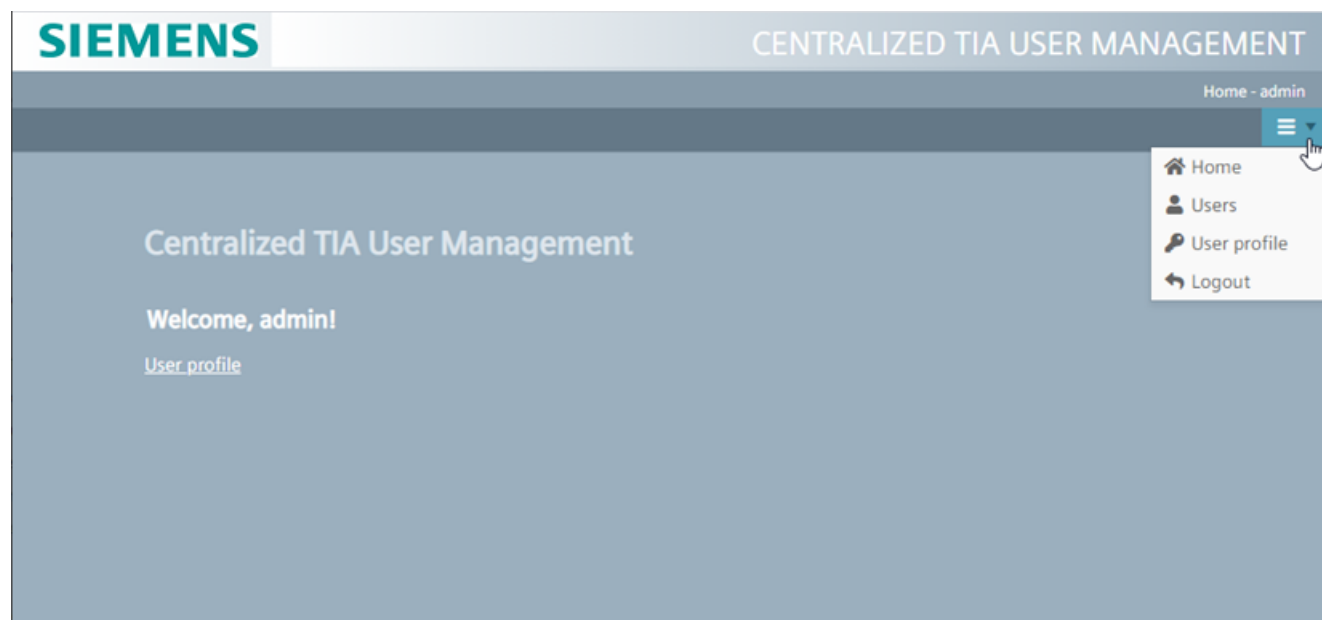 SIEMENS
CENTRALIZED TIA USER MANAGEMENT
Home - admin
Home
Users
User profile
Logout
Centralized TIA User Management
Welcome, admin!
User profile